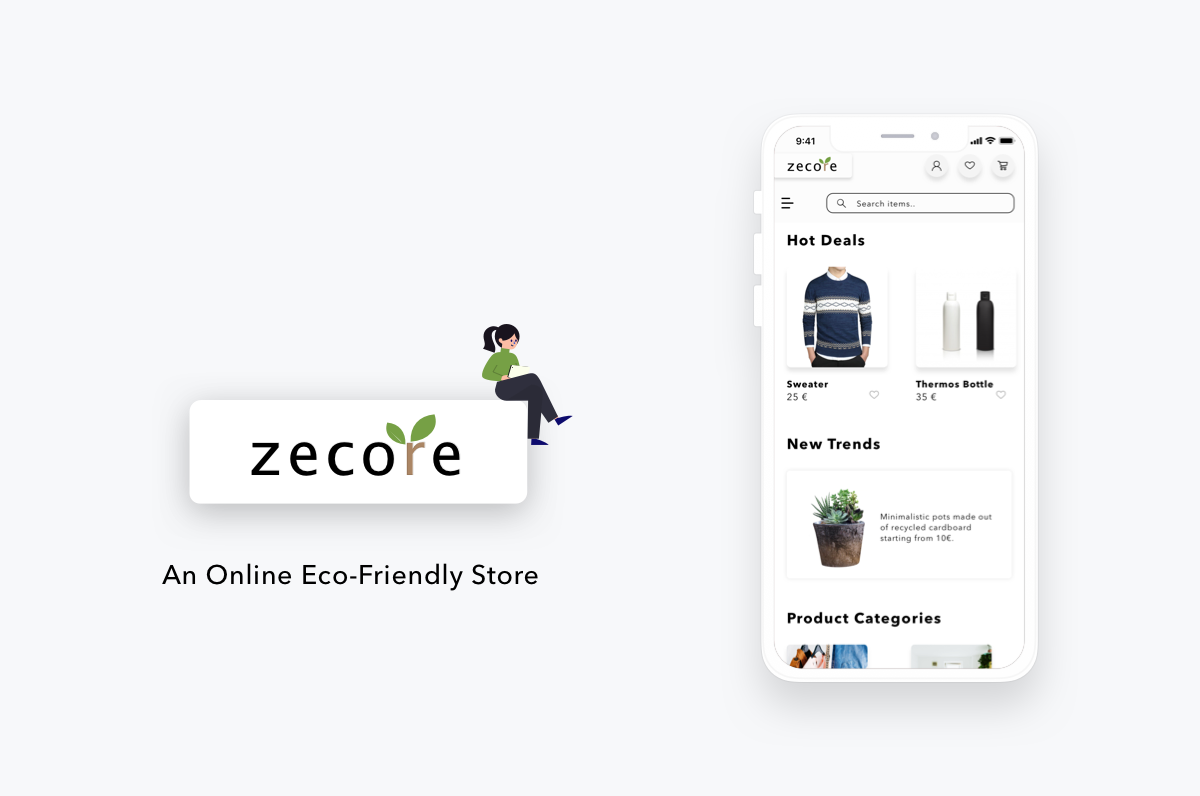 zecore
An Online Eco-Friendly Store
9:41
zecore
Search items..
Hot Deals
Sweater
25 €
Thermos Bottle
35 €
New Trends
Minimalistic pots made out
of recycled cardboard
starting from 10€.
Product Categories